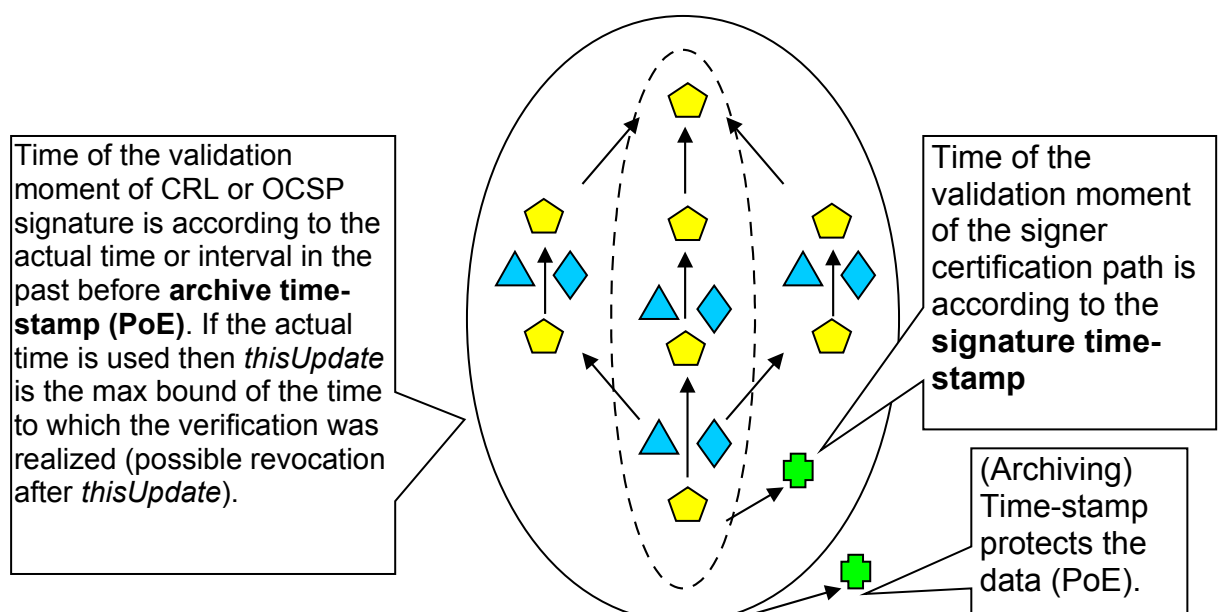 Time of the validation
moment of CRL or OCSP
signature is according to the
actual time or interval in the
past before archive time-
stamp (PoE). If the actual
time is used then thisUpdate
is the max bound of the time
to which the verification was
realized (possible revocation
after thisUpdate).
Time of the
validation moment
of the signer
certification path is
according to the
signature time-
stamp
(Archiving)
Time-stamp
protects the
data (PoE).